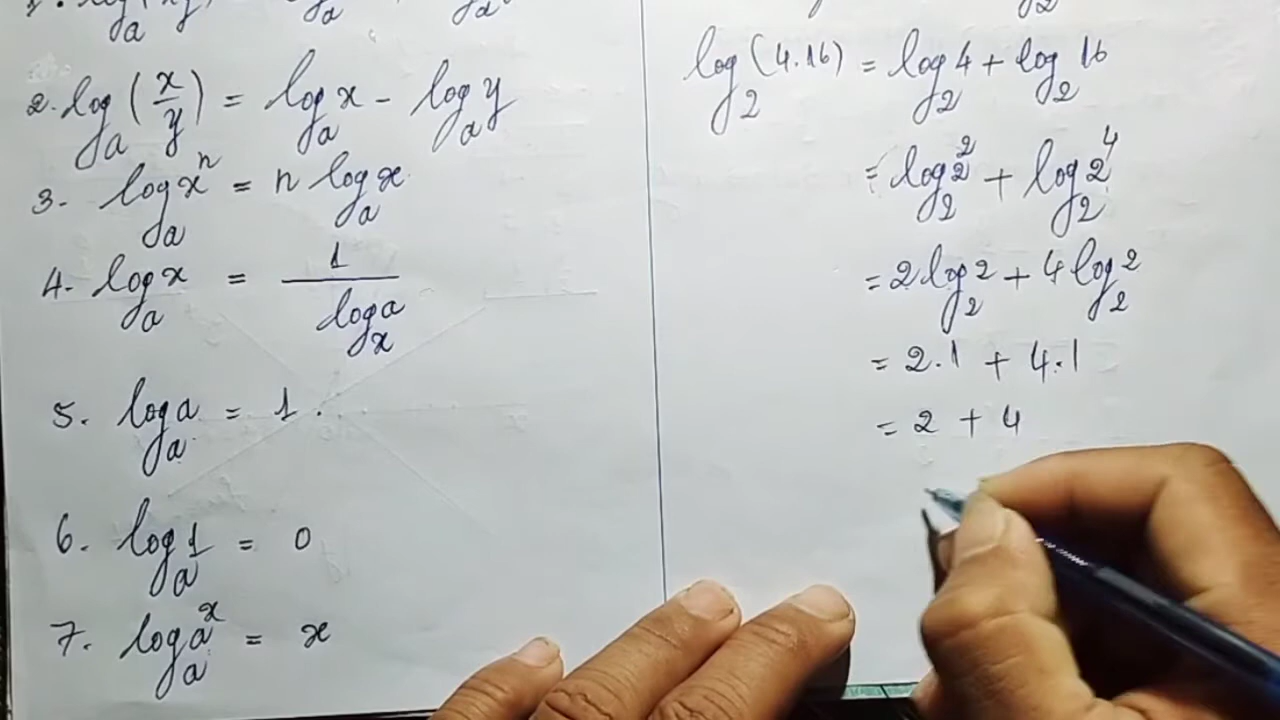 2. log_a (x/y) = log_a x - log_a y
3. log_a x^n = n log_a x
4. log_a x = 1 / log_x a
5. log_a a = 1 .
6. log_a 1 = 0
7. log_a a^x = x
log_2 (4.16) = log_2 4 + log_2 16
= log_2 2^2 + log_2 2^4
= 2 log_2 2 + 4 log_2 2
= 2.1 + 4.1
= 2 + 4